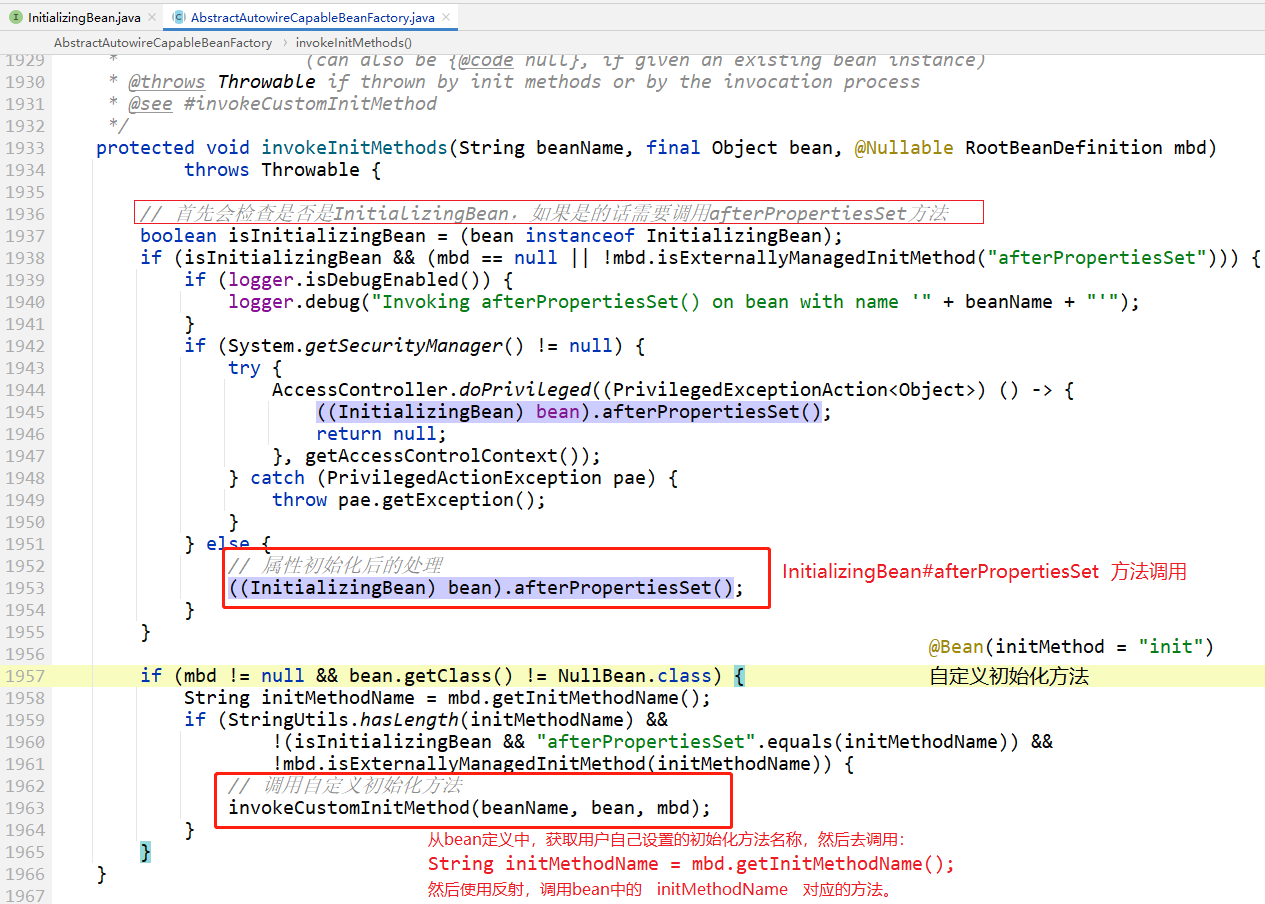 InitializingBean.java × AbstractAutowireCapableBeanFactory.java ×
AbstractAutowireCapableBeanFactory › invokeInitMethods()
1929 * (can also be {@code null}, if given an existing bean instance)
1930 * @throws Throwable if thrown by init methods or by the invocation process
1931 * @see #invokeCustomInitMethod
1932 */
1933 protected void invokeInitMethods(String beanName, final Object bean, @Nullable RootBeanDefinition mbd)
1934 throws Throwable {
1935
1936 // 首先会检查是否是InitializingBean，如果是的话需要调用afterPropertiesSet方法
1937 boolean isInitializingBean = (bean instanceof InitializingBean);
1938 if (isInitializingBean && (mbd == null || !mbd.isExternallyManagedInitMethod("afterPropertiesSet"))) {
1939 if (logger.isDebugEnabled()) {
1940 logger.debug("Invoking afterPropertiesSet() on bean with name '" + beanName + "'");
1941 }
1942 if (System.getSecurityManager() != null) {
1943 try {
1944 AccessController.doPrivileged((PrivilegedExceptionAction<Object>) () -> {
1945 ((InitializingBean) bean).afterPropertiesSet();
1946 return null;
1947 }, getAccessControlContext());
1948 } catch (PrivilegedActionException pae) {
1949 throw pae.getException();
1950 }
1951 } else {
1952 // 属性初始化后的处理
InitializingBean#afterPropertiesSet 方法调用
1953 ((InitializingBean) bean).afterPropertiesSet();
1954 }
1955 }
1956 @Bean(initMethod = "init")
1957 if (mbd != null && bean.getClass() != NullBean.class) { 自定义初始化方法
1958 String initMethodName = mbd.getInitMethodName();
1959 if (StringUtils.hasLength(initMethodName) &&
1960 !(isInitializingBean && "afterPropertiesSet".equals(initMethodName)) &&
1961 !mbd.isExternallyManagedInitMethod(initMethodName)) {
1962 // 调用自定义初始化方法
1963 invokeCustomInitMethod(beanName, bean, mbd);
1964 }
从bean定义中，获取用户自己设置的初始化方法名称，然后去调用：
1965 }
String initMethodName = mbd.getInitMethodName();
1966 }
然后使用反射，调用bean中的 initMethodName 对应的方法。
1967